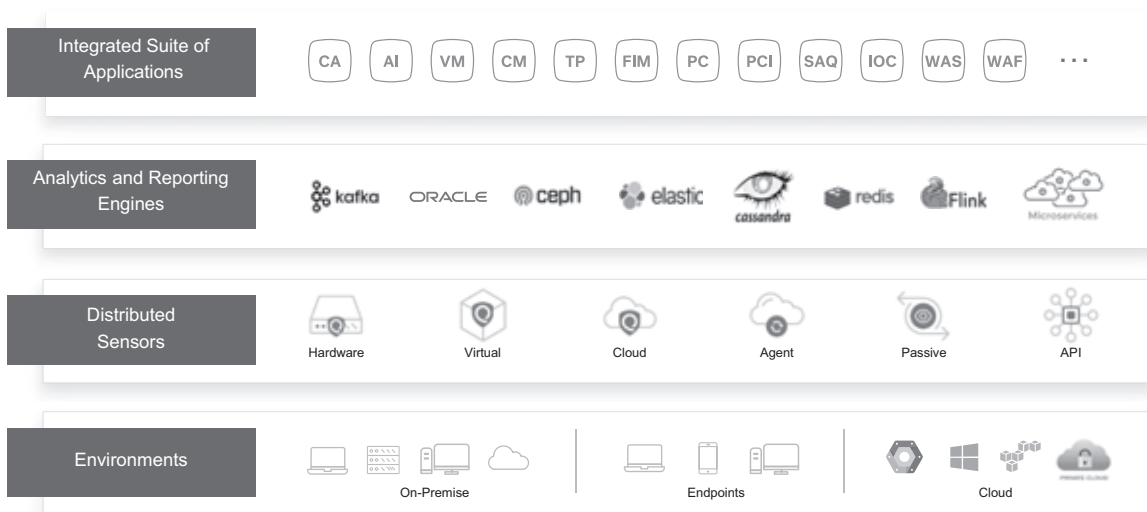 Integrated Suite of
Applications
CA AI VM CM TP FIM PC PCI SAQ IOC WAS WAF ...
Analytics and Reporting
Engines
kafka ORACLE ceph elastic cassandra redis Flink Microservices
Distributed
Sensors
Hardware Virtual Cloud Agent Passive API
Environments
PRIVATE CLOUD
On-Premise Endpoints Cloud